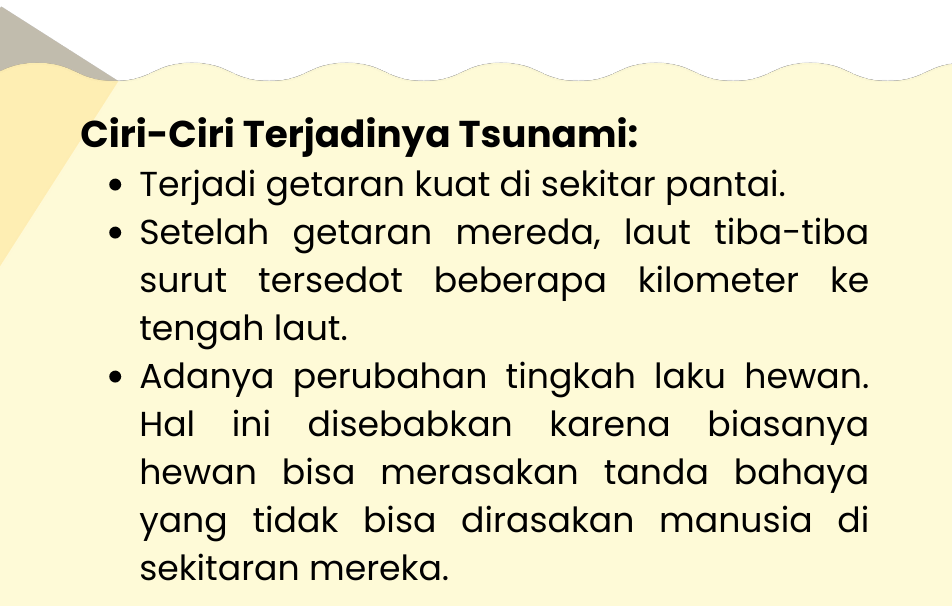 Ciri-Ciri Terjadinya Tsunami:
• Terjadi getaran kuat di sekitar pantai.
• Setelah getaran mereda, laut tiba-tiba
surut tersedot beberapa kilometer ke
tengah laut.
• Adanya perubahan tingkah laku hewan.
Hal ini disebabkan karena biasanya
hewan bisa merasakan tanda bahaya
yang tidak bisa dirasakan manusia di
sekitaran mereka.